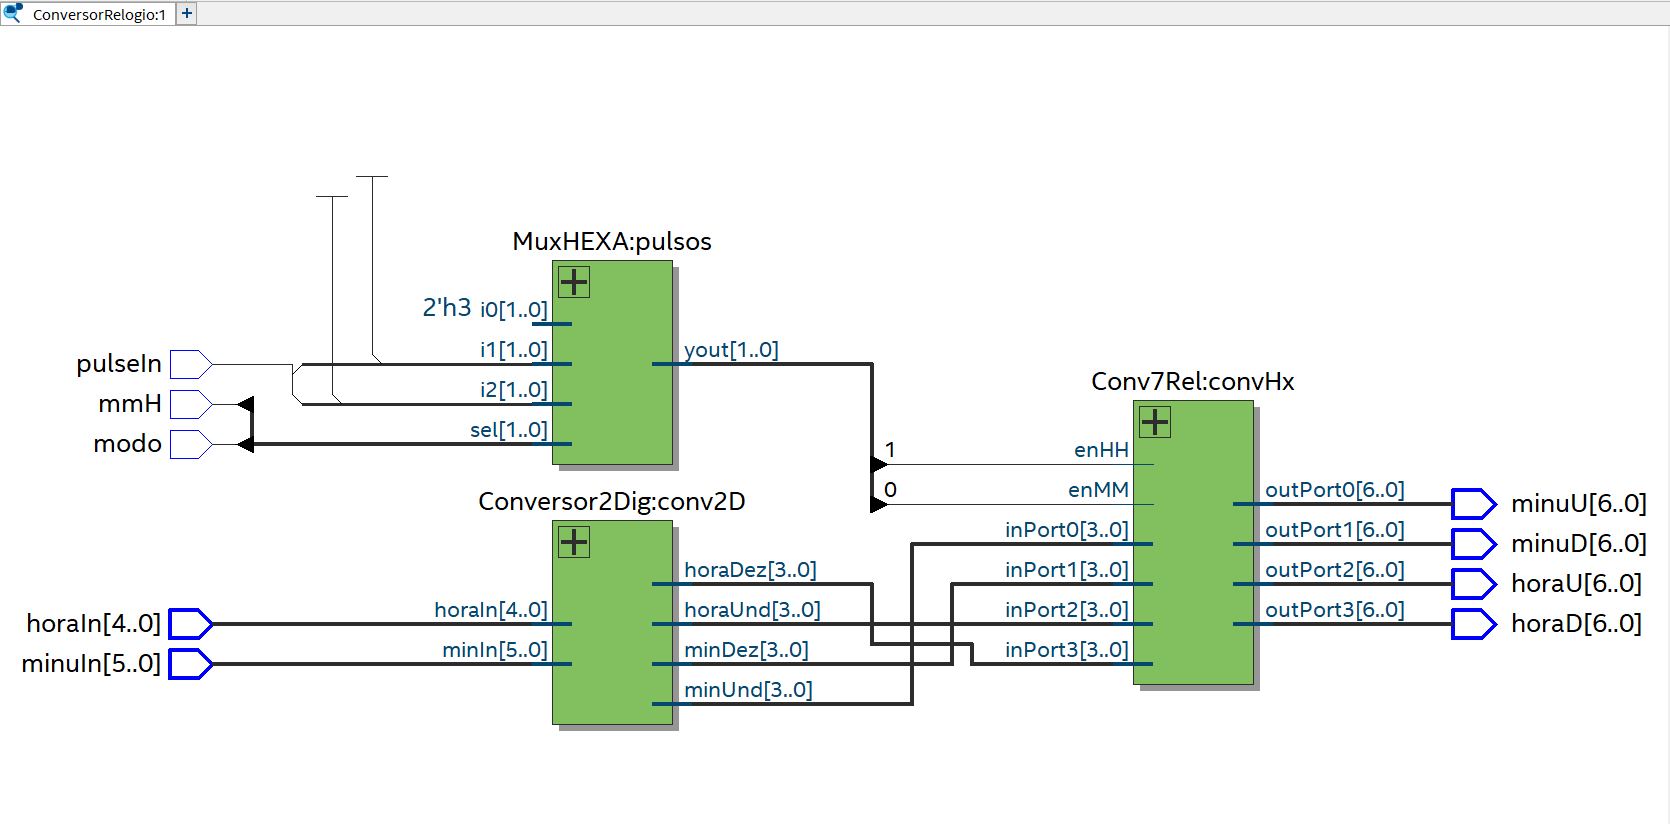 ConversorRelogio:1
MuxHEXA:pulsos
2'h3 i0[1..0]
pulseIn i1[1..0] yout[1..0]
mmH i2[1..0]
modo sel[1..0]
Conv7Rel:convHx
1 enHH
0 enMM outPort0[6..0] minuU[6..0]
Conversor2Dig:conv2D
inPort0[3..0] outPort1[6..0] minuD[6..0]
horaDez[3..0] inPort1[3..0] outPort2[6..0] horaU[6..0]
horaIn[4..0] horaIn[4..0] horaUnd[3..0] inPort2[3..0] outPort3[6..0] horaD[6..0]
minuIn[5..0] minIn[5..0] minDez[3..0] inPort3[3..0]
minUnd[3..0]